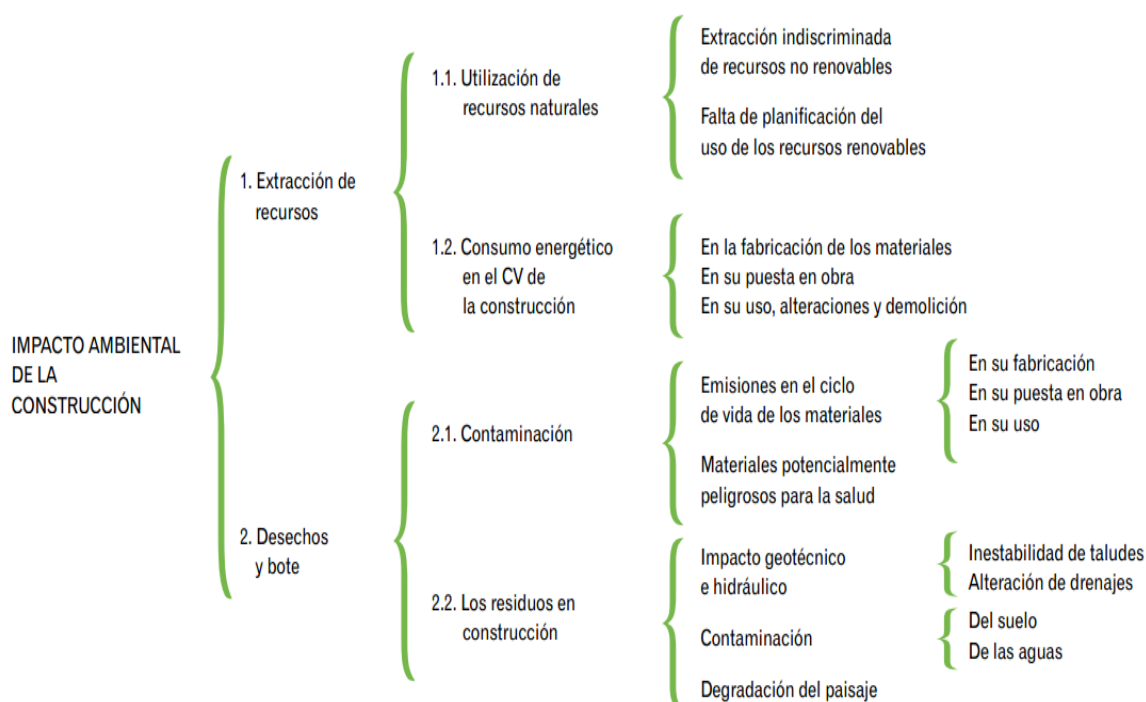 IMPACTO AMBIENTAL
DE LA
CONSTRUCCIÓN
1. Extracción de
recursos
1.1. Utilización de
recursos naturales
Extracción indiscriminada
de recursos no renovables
Falta de planificación del
uso de los recursos renovables
1.2. Consumo energético
en el CV de
la construcción
En la fabricación de los materiales
En su puesta en obra
En su uso, alteraciones y demolición
2. Desechos
y bote
2.1. Contaminación
Emisiones en el ciclo
de vida de los materiales
En su fabricación
En su puesta en obra
En su uso
Materiales potencialmente
peligrosos para la salud
2.2. Los residuos en
construcción
Impacto geotécnico
e hidráulico
Inestabilidad de taludes
Alteración de drenajes
Contaminación
Del suelo
De las aguas
Degradación del paisaje